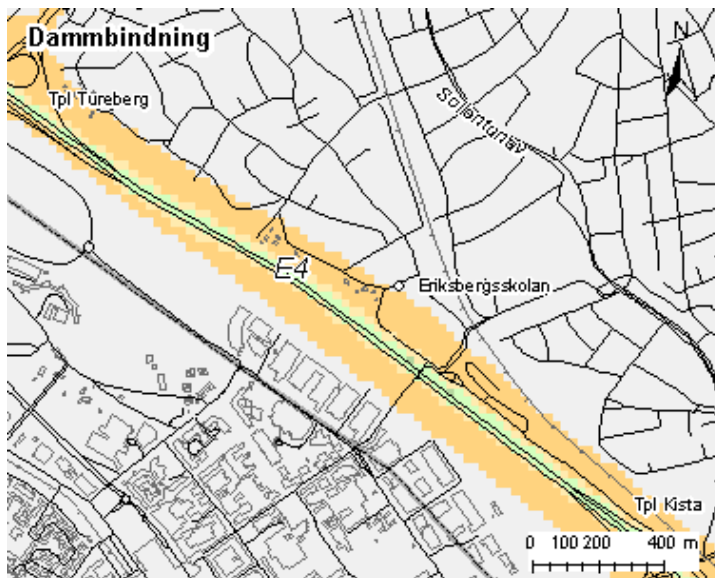 Dammbindning
N
Tpl Tureberg
Sollentunav
E4
Eriksbergsskolan
Tpl Kista
0 100 200 400 m